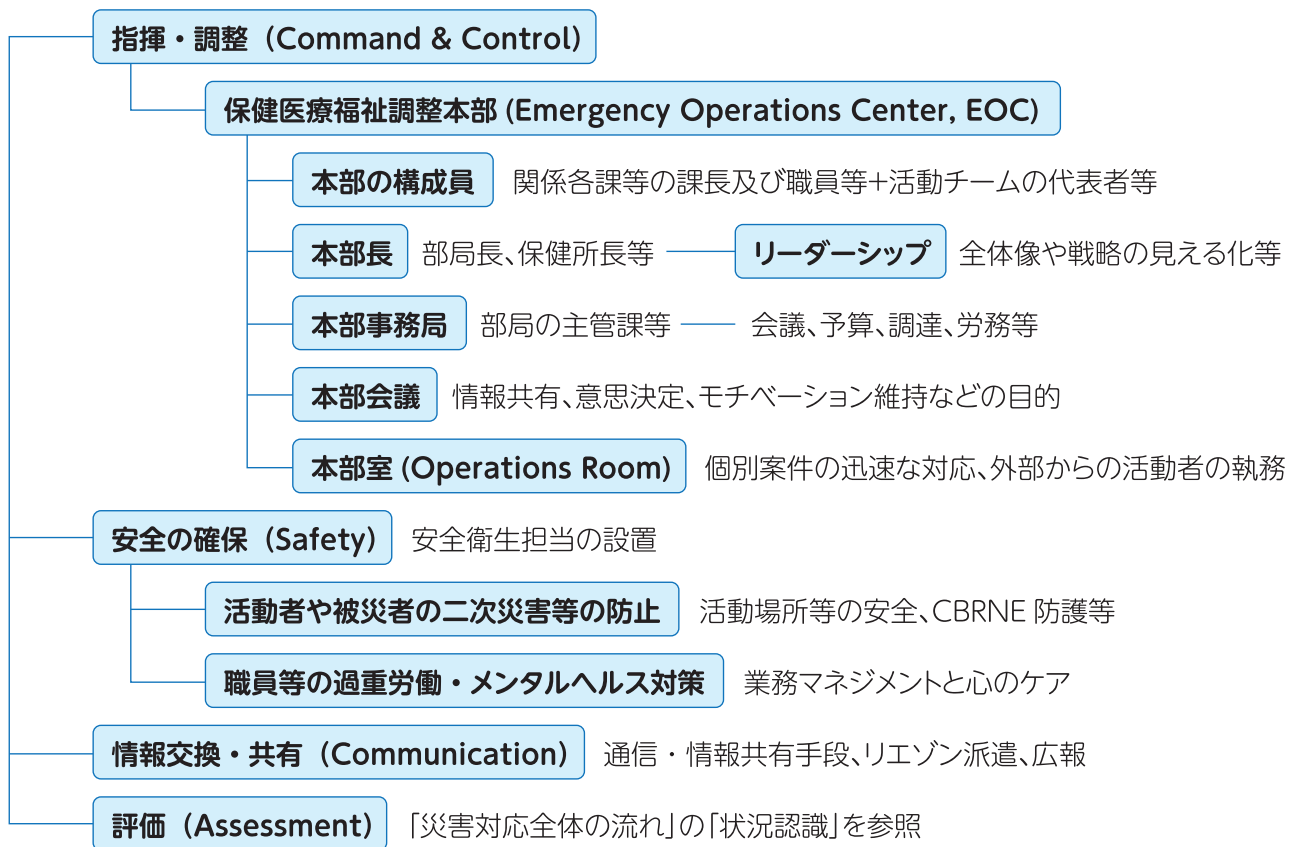 指揮・調整（Command & Control）
保健医療福祉調整本部 (Emergency Operations Center, EOC)
本部の構成員 関係各課等の課長及び職員等+活動チームの代表者等
本部長 部局長、保健所長等 リーダーシップ 全体像や戦略の見える化等
本部事務局 部局の主管課等 会議、予算、調達、労務等
本部会議 情報共有、意思決定、モチベーション維持などの目的
本部室 (Operations Room) 個別案件の迅速な対応、外部からの活動者の執務
安全の確保（Safety） 安全衛生担当の設置
活動者や被災者の二次災害等の防止 活動場所等の安全、CBRNE 防護等
職員等の過重労働・メンタルヘルス対策 業務マネジメントと心のケア
情報交換・共有（Communication） 通信・情報共有手段、リエゾン派遣、広報
評価（Assessment） 「災害対応全体の流れ」の「状況認識」を参照